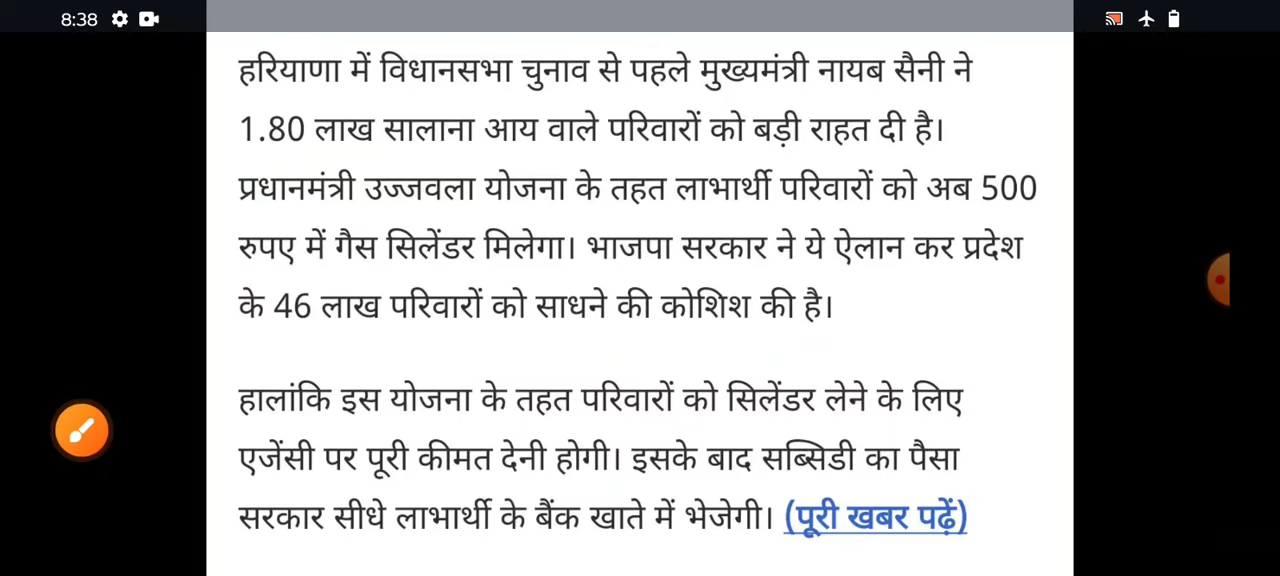 8:38
हरियाणा में विधानसभा चुनाव से पहले मुख्यमंत्री नायब सैनी ने
1.80 लाख सालाना आय वाले परिवारों को बड़ी राहत दी है।
प्रधानमंत्री उज्जवला योजना के तहत लाभार्थी परिवारों को अब 500
रुपए में गैस सिलेंडर मिलेगा। भाजपा सरकार ने ये ऐलान कर प्रदेश
के 46 लाख परिवारों को साधने की कोशिश की है।
हालांकि इस योजना के तहत परिवारों को सिलेंडर लेने के लिए
एजेंसी पर पूरी कीमत देनी होगी। इसके बाद सब्सिडी का पैसा
सरकार सीधे लाभार्थी के बैंक खाते में भेजेगी। (पूरी खबर पढ़ें)